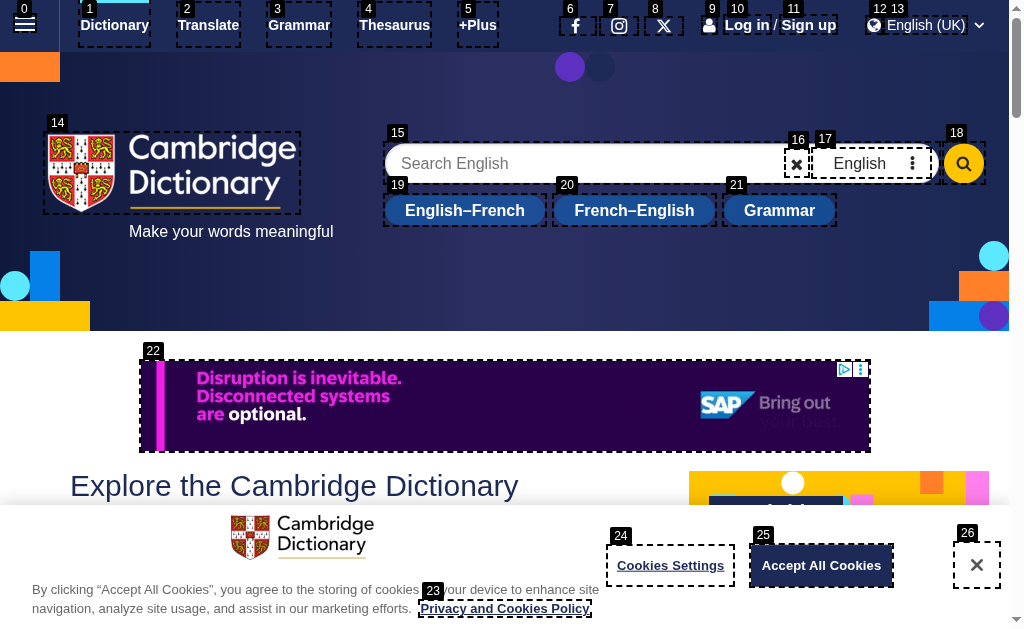 0 1 2 3 4 5 6 7 8 9 10 11 12 13
Dictionary Translate Grammar Thesaurus +Plus Log in / Sign up English (UK)
14
15 16 17 18
Cambridge
Dictionary
Search English English
19 20 21
English–French French–English Grammar
Make your words meaningful
22
Disruption is inevitable.
Disconnected systems
are optional.
SAP Bring out
your best.
Explore the Cambridge Dictionary
Cambridge
Dictionary
24 25 26
Cookies Settings Accept All Cookies
By clicking “Accept All Cookies”, you agree to the storing of cookies 23 your device to enhance site
navigation, analyze site usage, and assist in our marketing efforts. Privacy and Cookies Policy